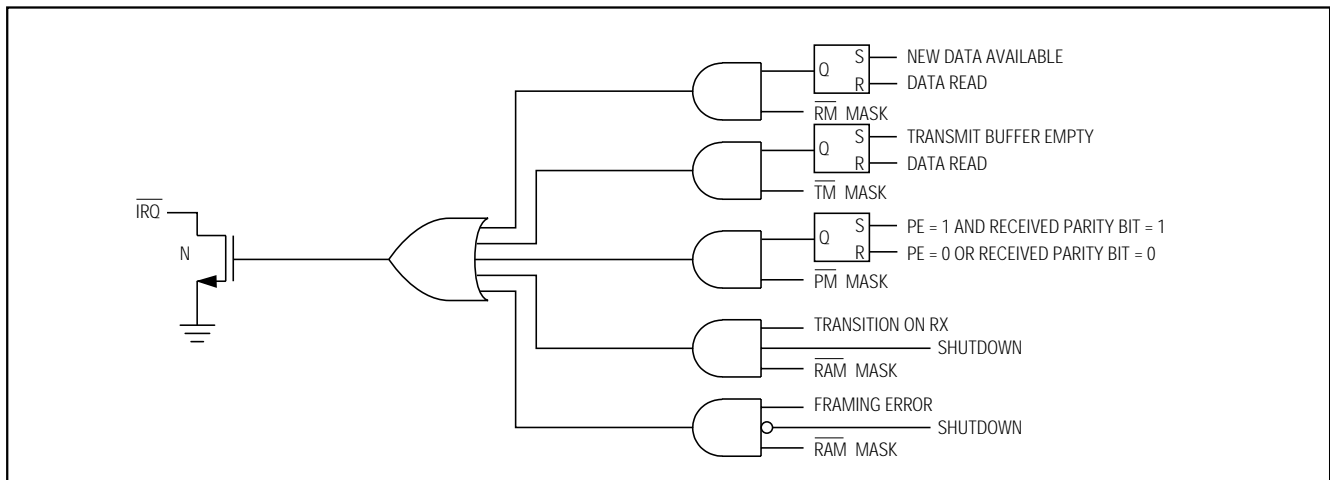 NEW DATA AVAILABLE
S
Q
R
DATA READ
RM MASK
TRANSMIT BUFFER EMPTY
S
Q
R
DATA READ
TM MASK
IRQ
N
PE = 1 AND RECEIVED PARITY BIT = 1
S
Q
R
PE = 0 OR RECEIVED PARITY BIT = 0
PM MASK
TRANSITION ON RX
SHUTDOWN
RAM MASK
FRAMING ERROR
SHUTDOWN
RAM MASK